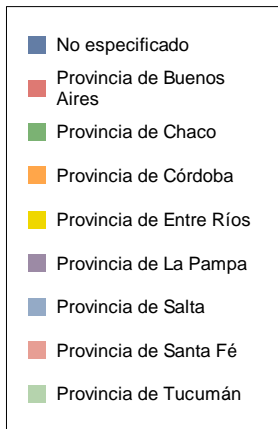 No especificado
Provincia de Buenos
Aires
Provincia de Chaco
Provincia de Córdoba
Provincia de Entre Ríos
Provincia de La Pampa
Provincia de Salta
Provincia de Santa Fé
Provincia de Tucumán